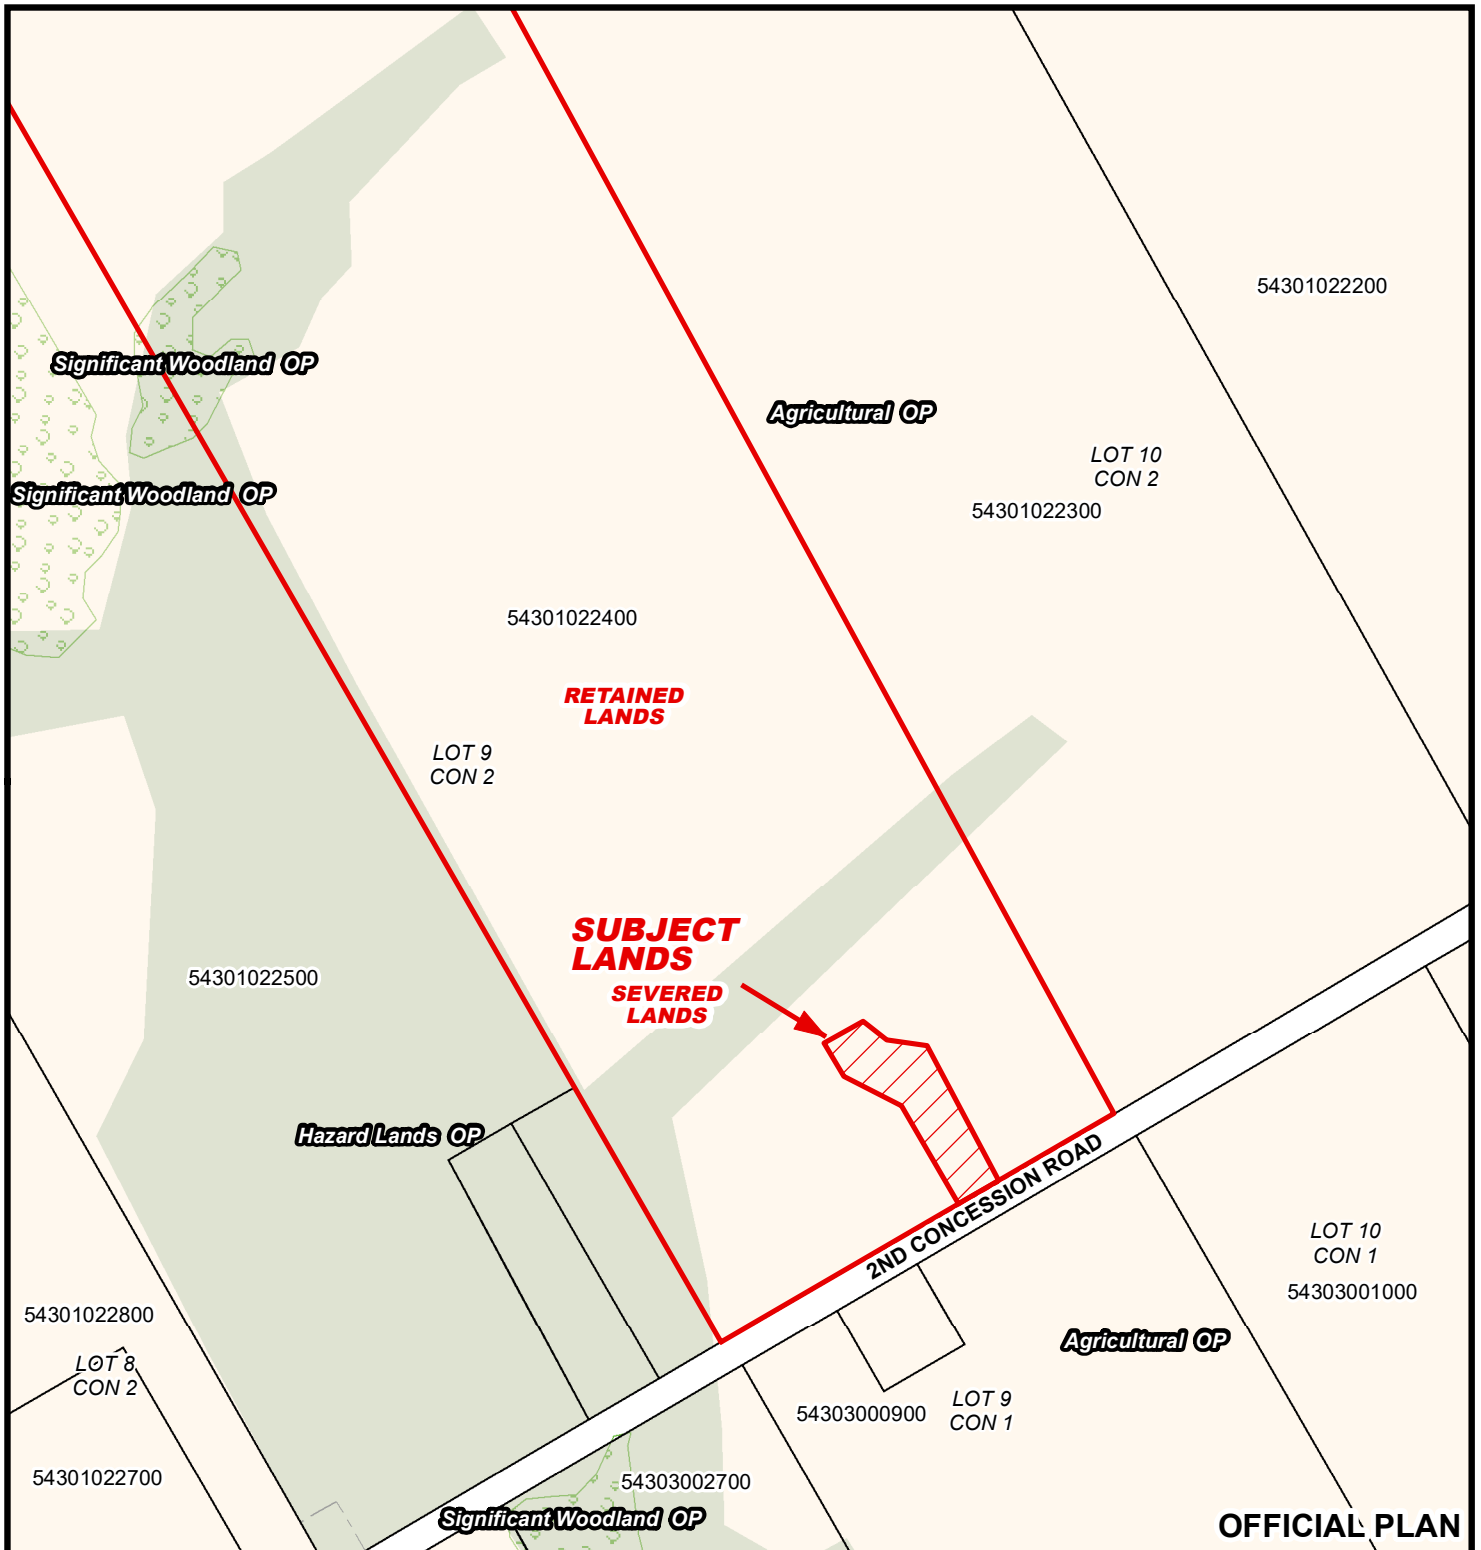 54301022200
Significant Woodland OP
Agricultural OP
LOT 10
CON 2
Significant Woodland OP
54301022300
54301022400
RETAINED
LANDS
LOT 9
CON 2
SUBJECT
LANDS
SEVERED
LANDS
54301022500
Hazard Lands OP
2ND CONCESSION ROAD
LOT 10
CON 1
54303001000
54301022800
Agricultural OP
LOT 8
CON 2
54303000900
LOT 9
CON 1
54301022700
54303002700
Significant Woodland OP
OFFICIAL PLAN